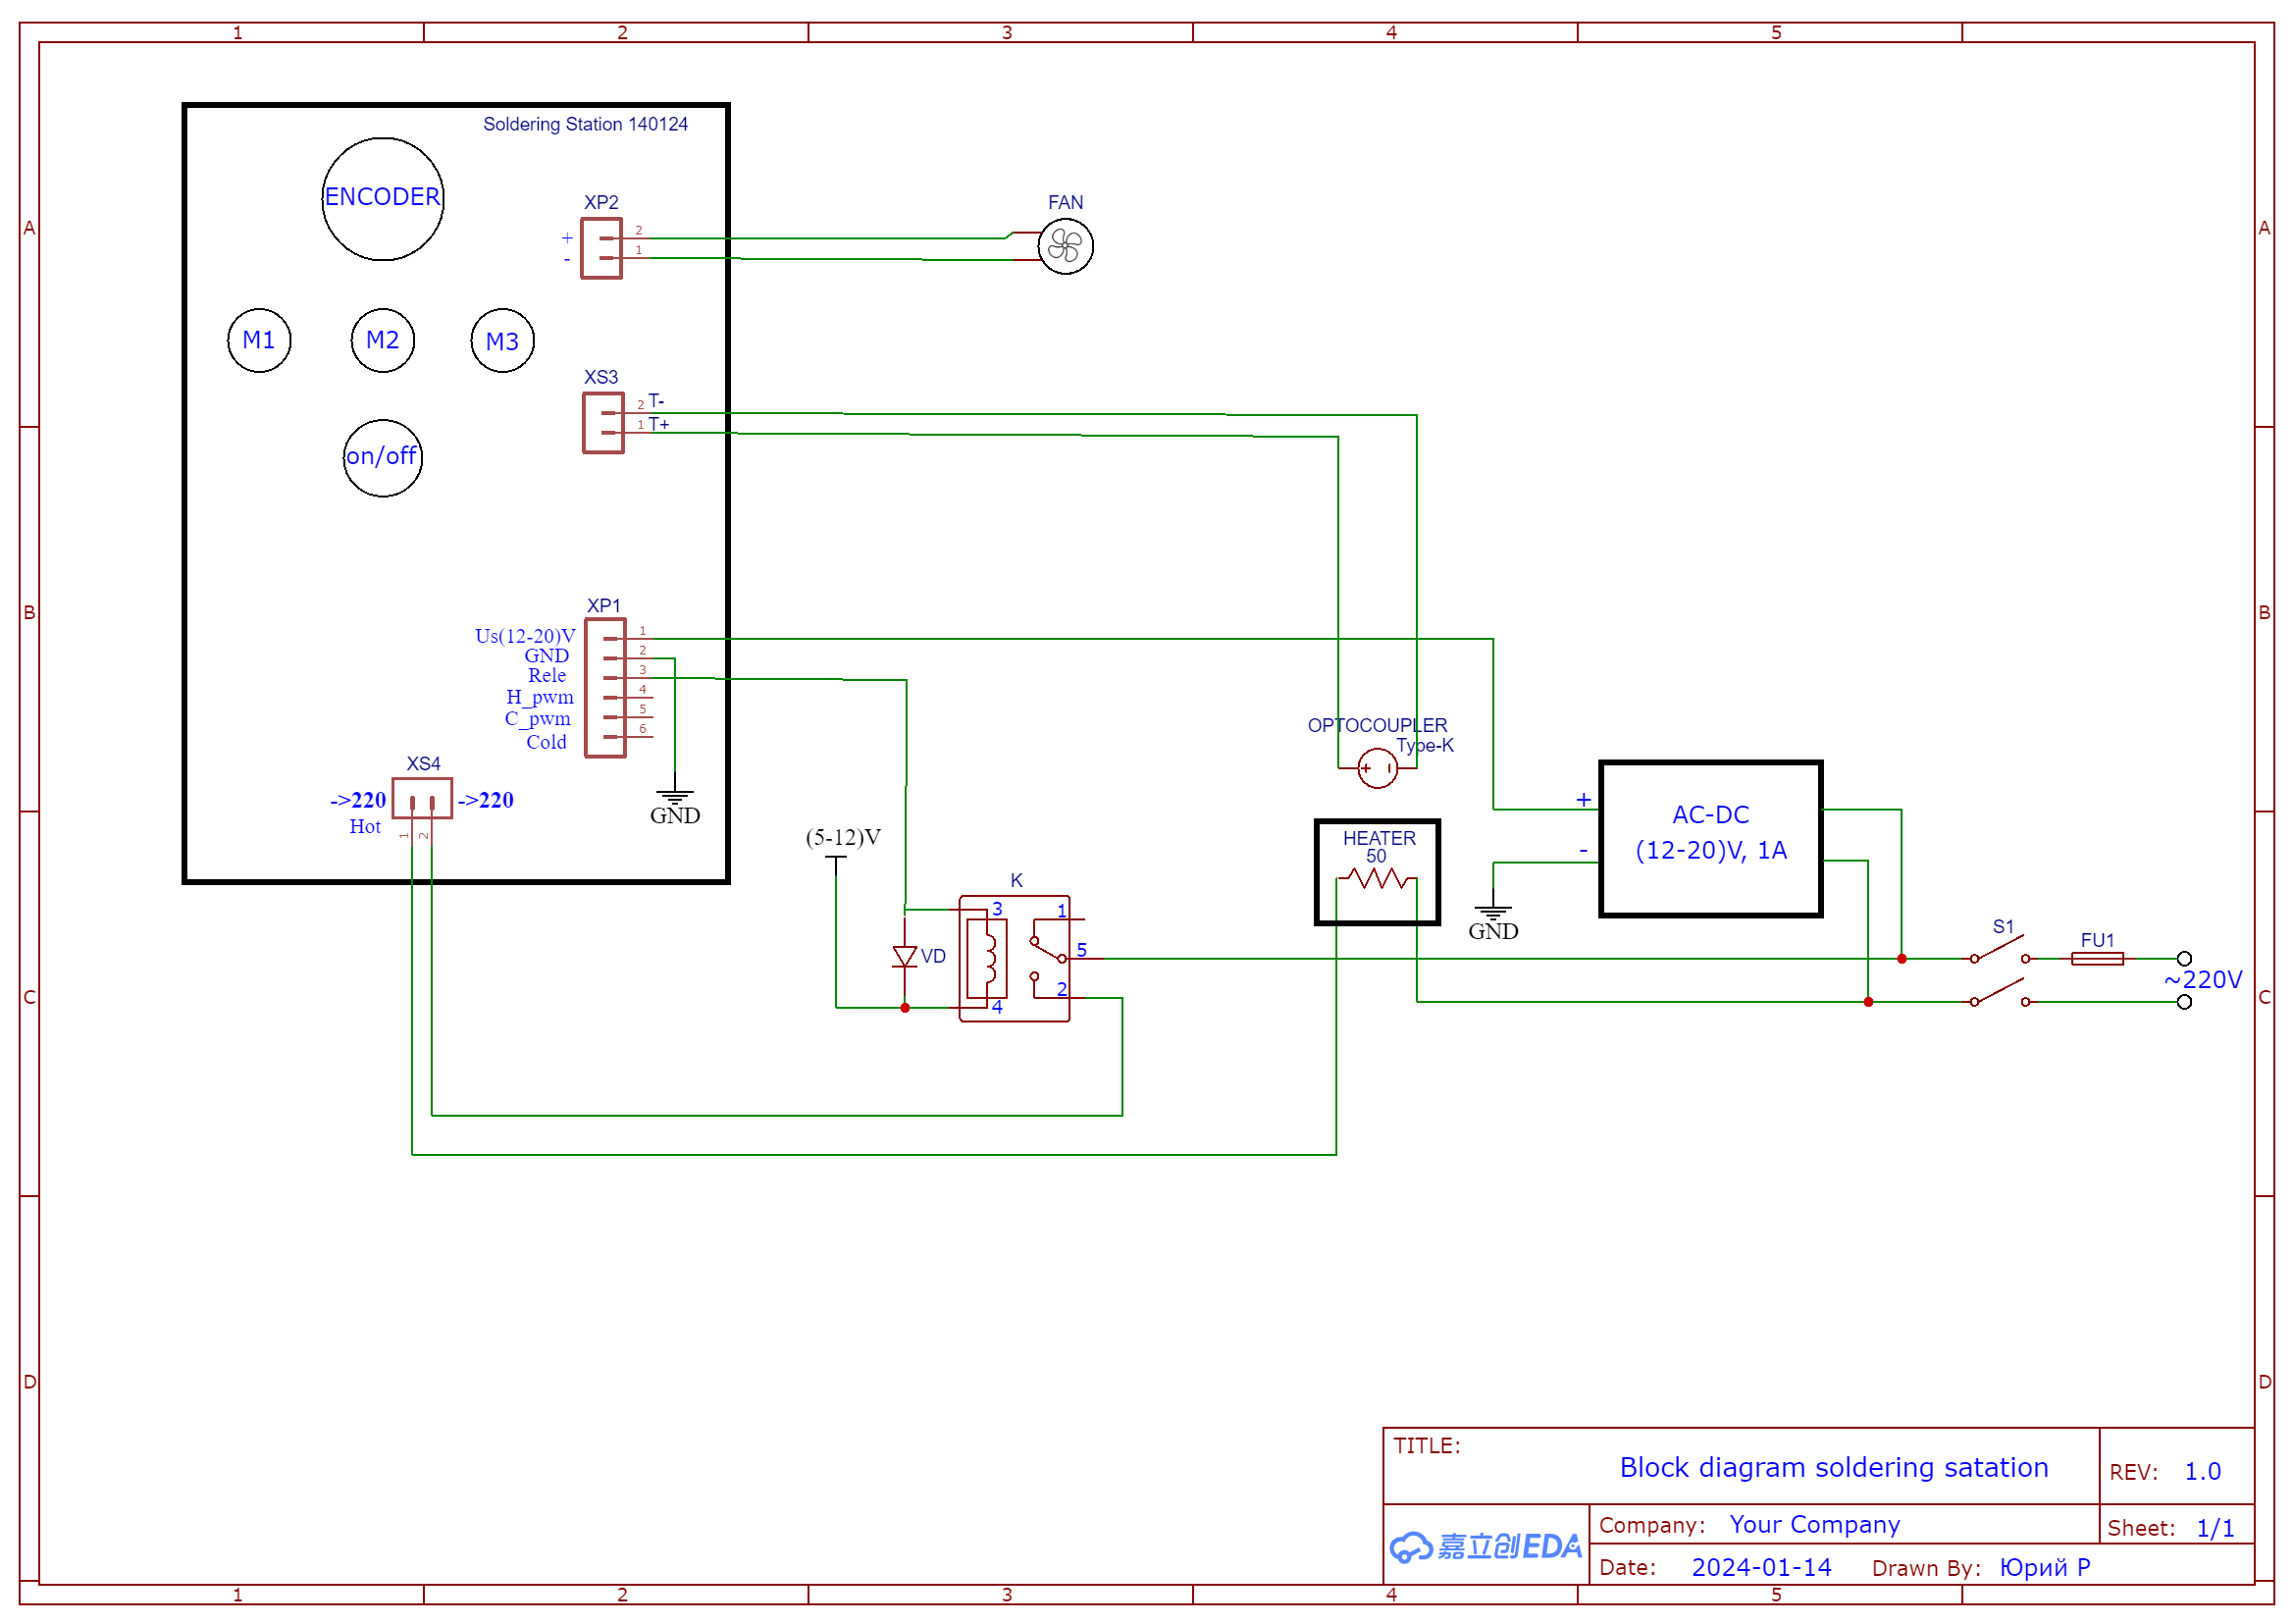 1 2 3 4 5
A A
B B
C C
D D
Soldering Station 140124
ENCODER
M1 M2 M3
on/off
XP2
+ 2
- 1
FAN
XS3
2 T-
1 T+
XP1
Us(12-20)V 1
GND 2
Rele 3
H_pwm 4
C_pwm 5
Cold 6
GND
XS4
->220 ->220
Hot
1 2
(5-12)V
VD
K
3 1
5
4 2
OPTOCOUPLER
Type-K
+ -
HEATER
50
+
-
AC-DC
(12-20)V, 1A
GND
S1
FU1
~220V
TITLE:
Block diagram soldering satation
REV: 1.0
嘉立创EDA
Company: Your Company
Sheet: 1/1
Date: 2024-01-14 Drawn By: Юрий Р
1 2 3 4 5